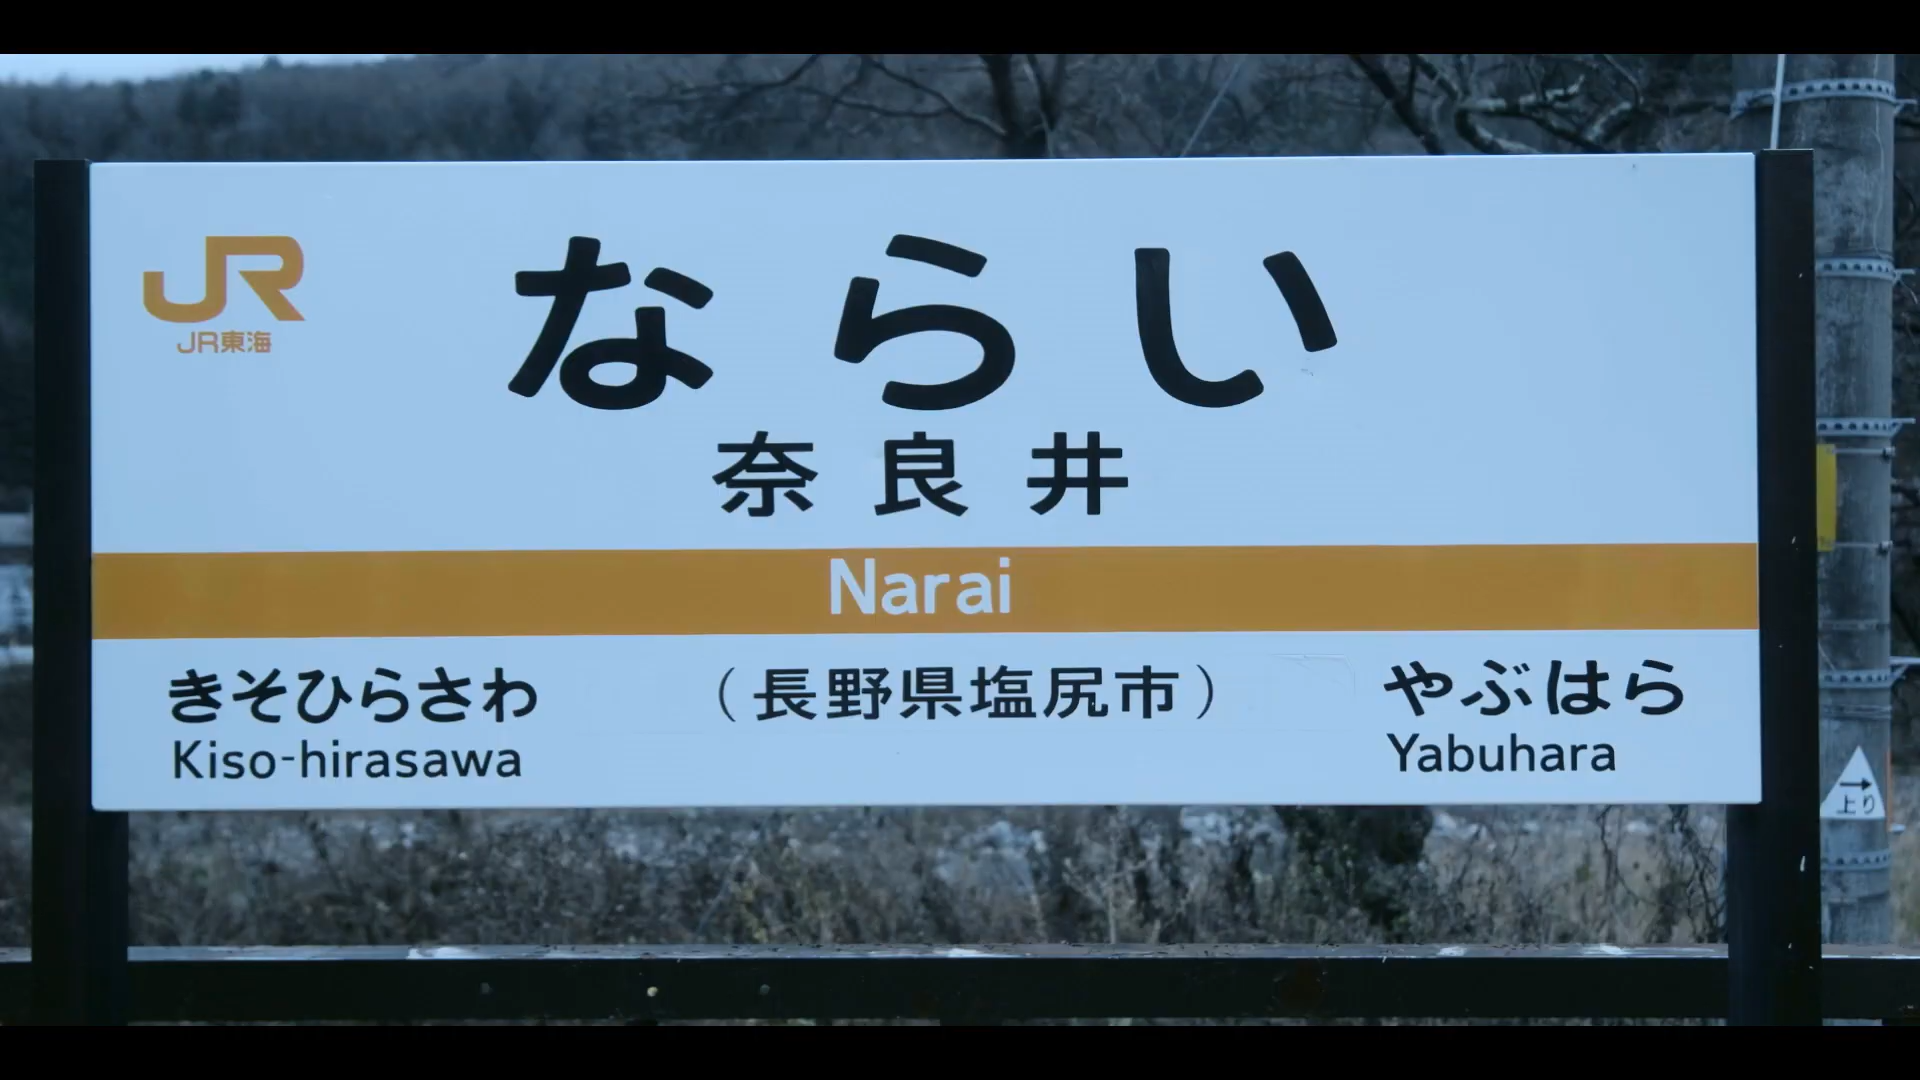 JR
JR東海
ならい
奈良井
Narai
きそひらさわ
Kiso-hirasawa
（長野県塩尻市）
やぶはら
Yabuhara
→
上り